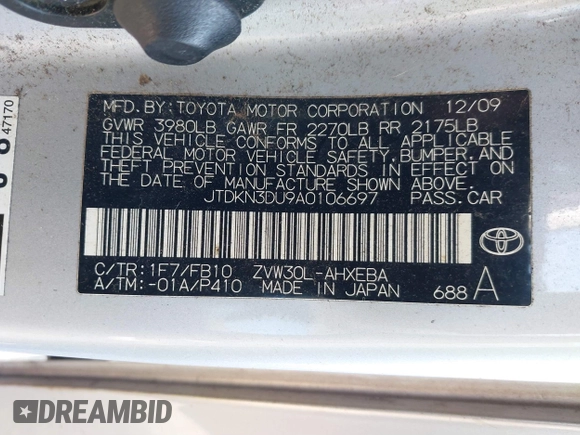 MFD. BY: TOYOTA MOTOR CORPORATION 12/09
GVWR 3980LB GAWR FR 2270LB RR 2175LB
THIS VEHICLE CONFORMS TO ALL APPLICABLE
FEDERAL MOTOR VEHICLE SAFETY, BUMPER, AND
THEFT PREVENTION STANDARDS IN EFFECT
ON THE DATE OF MANUFACTURE SHOWN ABOVE.
JTDKN3DU9A0106697 PASS. CAR
C/TR: 1F7/FB10 ZVW30L-AHXEBA
A/TM: -01A/P410 MADE IN JAPAN 688 A
47170
DREAMBID